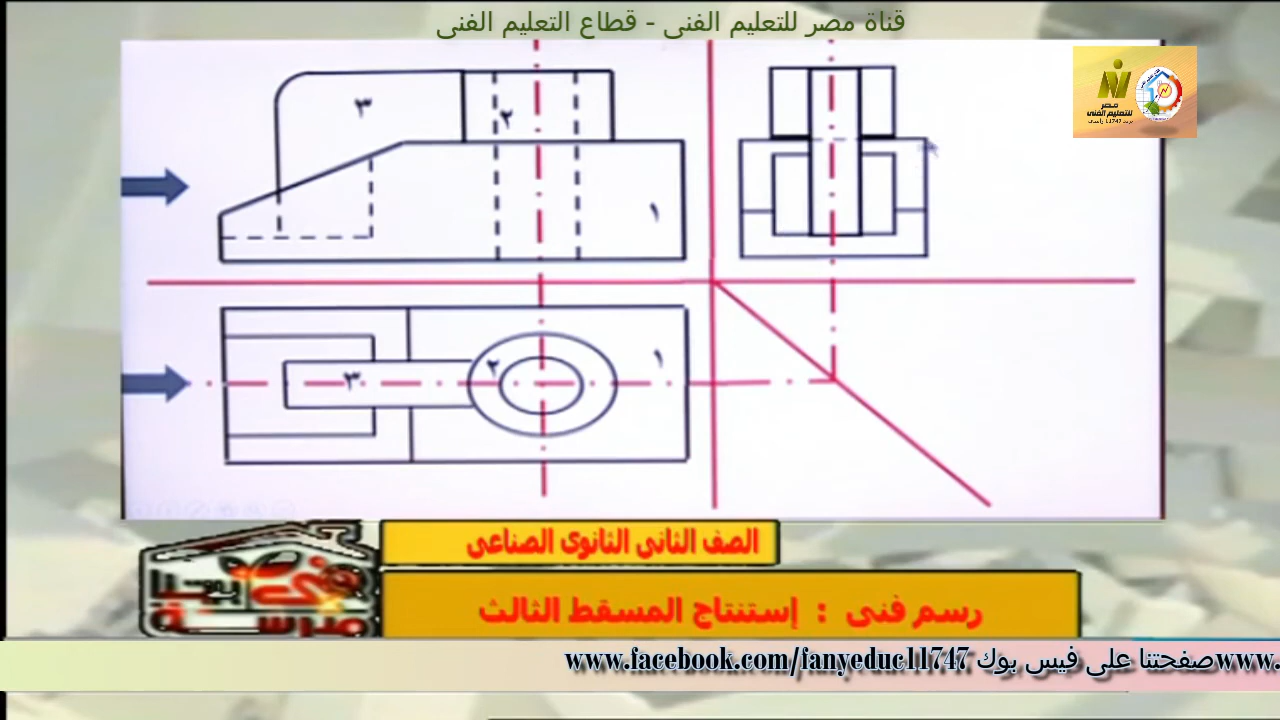 قناة مصر للتعليم الفنى - قطاع التعليم الفنى
مصر
للتعليم الفنى
٣
٢
١
١
٢
٣
الصف الثانى الثانوى الصناعى
رسم فنى : إستنتاج المسقط الثالث
www.facebook.com/fanyeduc11747 صفحتنا على فيس بوك www.